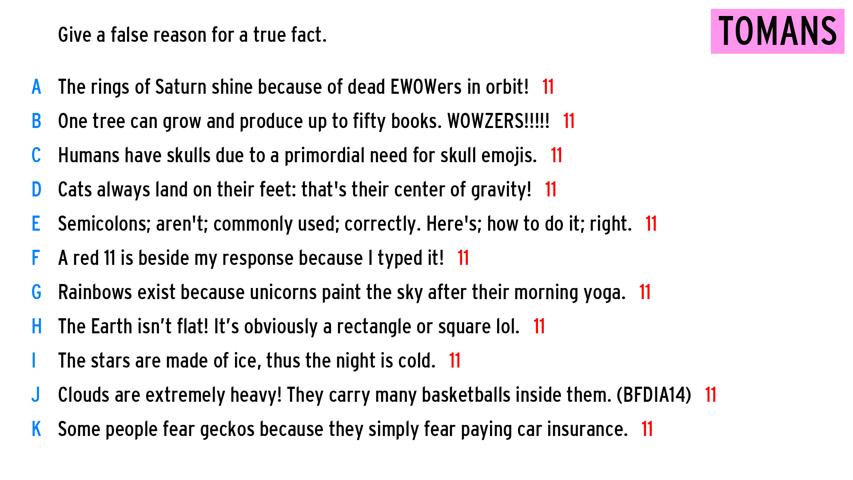 Give a false reason for a true fact.
TOMANS
A The rings of Saturn shine because of dead EWOWers in orbit! 11
B One tree can grow and produce up to fifty books. WOWZERS!!!!! 11
C Humans have skulls due to a primordial need for skull emojis. 11
D Cats always land on their feet: that's their center of gravity! 11
E Semicolons; aren't; commonly used; correctly. Here's; how to do it; right. 11
F A red 11 is beside my response because I typed it! 11
G Rainbows exist because unicorns paint the sky after their morning yoga. 11
H The Earth isn’t flat! It’s obviously a rectangle or square lol. 11
I The stars are made of ice, thus the night is cold. 11
J Clouds are extremely heavy! They carry many basketballs inside them. (BFDIA14) 11
K Some people fear geckos because they simply fear paying car insurance. 11